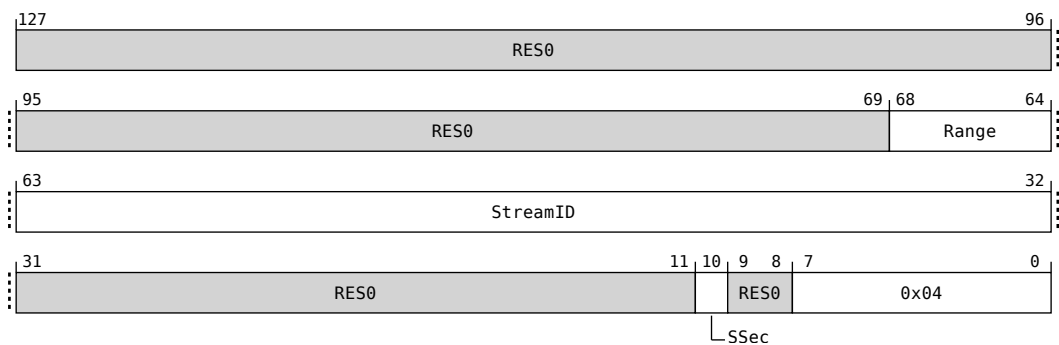 127 96
RES0
95 69 68 64
RES0 Range
63 32
StreamID
31 11 10 9 8 7 0
RES0 RES0 0x04
SSec